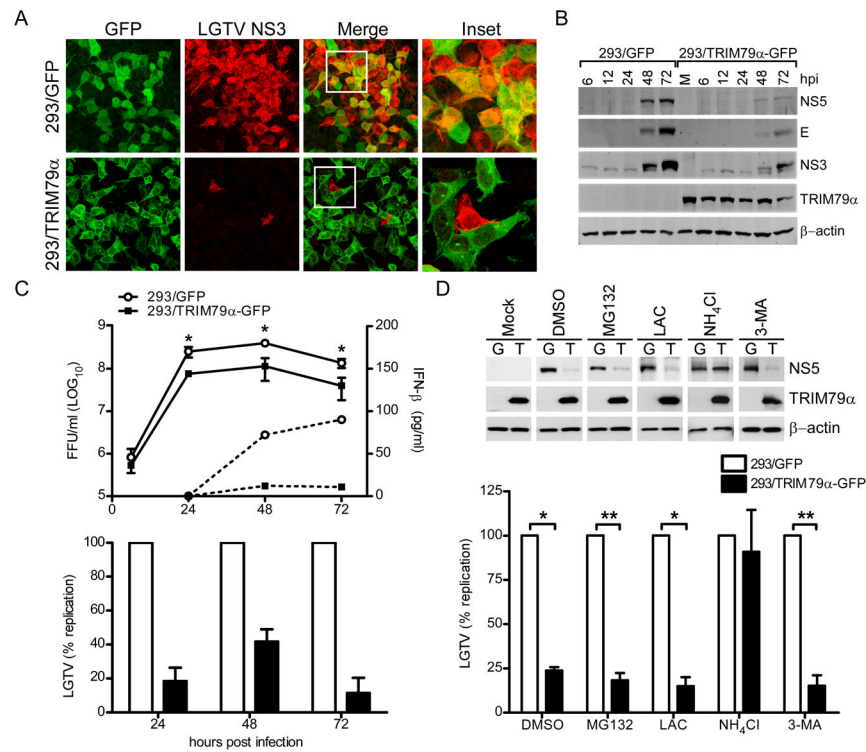 A
GFP
LGTV NS3
Merge
Inset
293/GFP
293/TRIM79α
B
293/GFP
293/TRIM79α-GFP
6 12 24 48 72 M 6 12 24 48 72 hpi
NS5
E
NS3
TRIM79α
β-actin
C
293/GFP
293/TRIM79α-GFP
FFU/ml (LOG10)
9
8
7
6
5
* * *
200
150
100
50
0
IFN-β (pg/ml)
0 24 48 72
LGTV (% replication)
100
80
60
40
20
0
24 48 72
hours post infection
D
Mock DMSO MG132 LAC NH4Cl 3-MA
G T G T G T G T G T G T
NS5
TRIM79α
β-actin
293/GFP
293/TRIM79α-GFP
LGTV (% replication)
125
100
75
50
25
0
* ** * **
DMSO MG132 LAC NH4Cl 3-MA